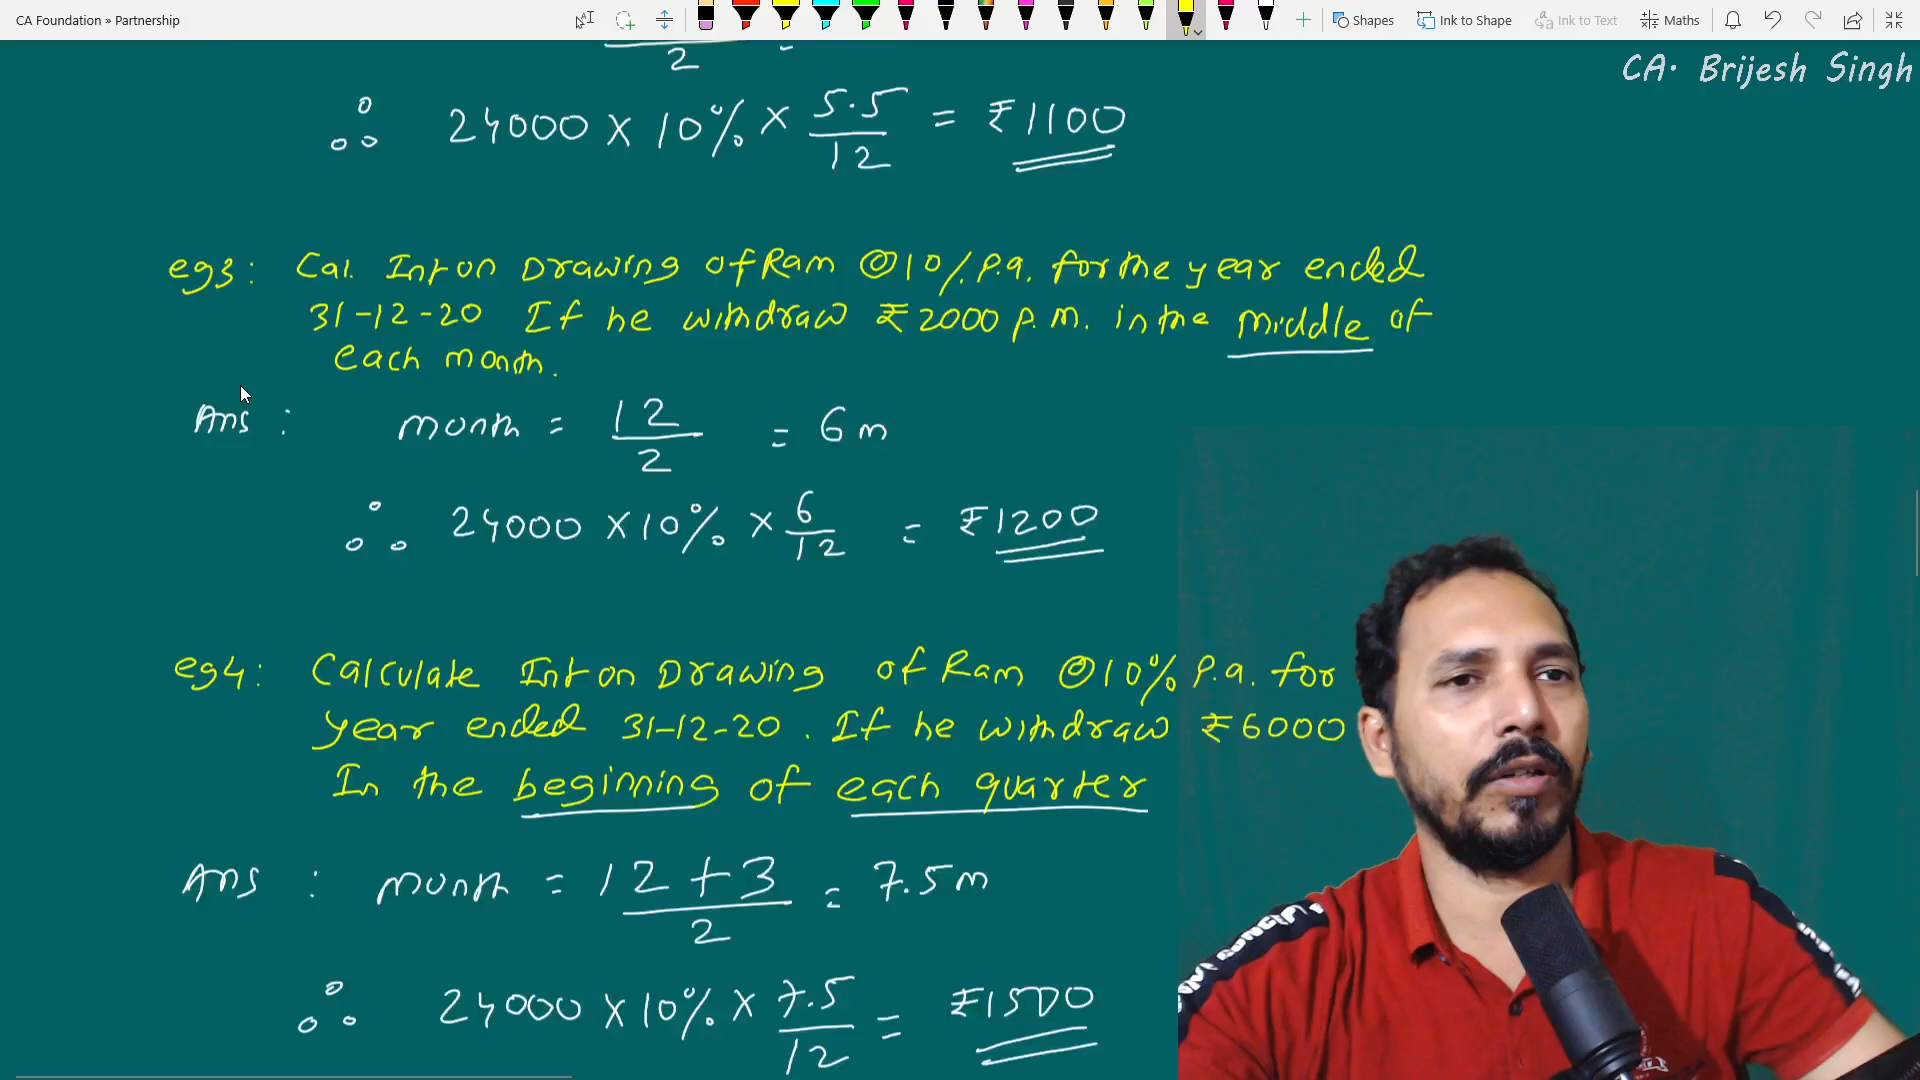 CA Foundation » Partnership
Shapes
Ink to Shape
Ink to Text
Maths
CA. Brijesh Singh
2
∴ 24000 × 10% × 5.5/12 = ₹1100
eg3: Cal. Int on Drawing of Ram @10% p.a. for the year ended
31-12-20 If he withdraw ₹2000 p.m. in the middle of
each month.
Ans : month = 12/2 = 6m
∴ 24000 × 10% × 6/12 = ₹1200
eg4: Calculate Int on Drawing of Ram @10% P.a. for
year ended 31-12-20. If he withdraw ₹6000
In the beginning of each quarter
Ans : month = 12+3/2 = 7.5m
∴ 24000 × 10% × 7.5/12 = ₹1500